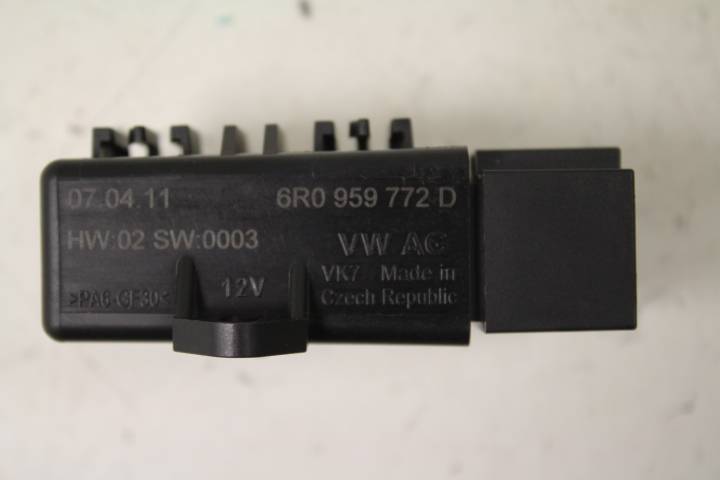 07.04.11 6R0 959 772 D
HW:02 SW:0003 VW AG
VK7 Made in
>PA6-GF30< 12V Czech Republic